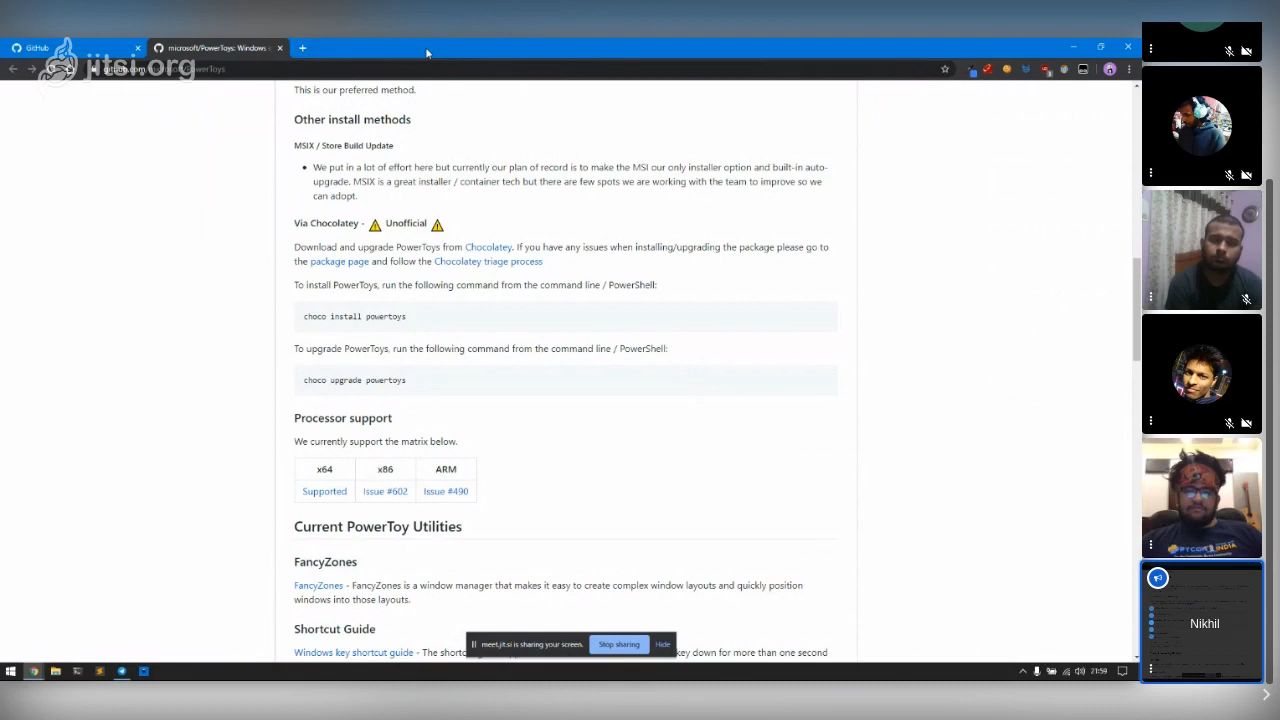 GitHub
microsoft/PowerToys: Windows s
jitsi.org
github.com/microsoft/PowerToys
This is our preferred method.
Other install methods
MSIX / Store Build Update
We put in a lot of effort here but currently our plan of record is to make the MSI our only installer option and built-in auto-
upgrade. MSIX is a great installer / container tech but there are few spots we are working with the team to improve so we
can adopt.
Via Chocolatey - ⚠ Unofficial ⚠
Download and upgrade PowerToys from Chocolatey. If you have any issues when installing/upgrading the package please go to
the package page and follow the Chocolatey triage process
To install PowerToys, run the following command from the command line / PowerShell:
choco install powertoys
To upgrade PowerToys, run the following command from the command line / PowerShell:
choco upgrade powertoys
Processor support
We currently support the matrix below.
x64 x86 ARM
Supported Issue #602 Issue #490
Current PowerToy Utilities
FancyZones
FancyZones - FancyZones is a window manager that makes it easy to create complex window layouts and quickly position
windows into those layouts.
Shortcut Guide
Windows key shortcut guide - The shortc key down for more than one second
meet.jit.si is sharing your screen. Stop sharing Hide
21:59
PYCON INDIA
Nikhil